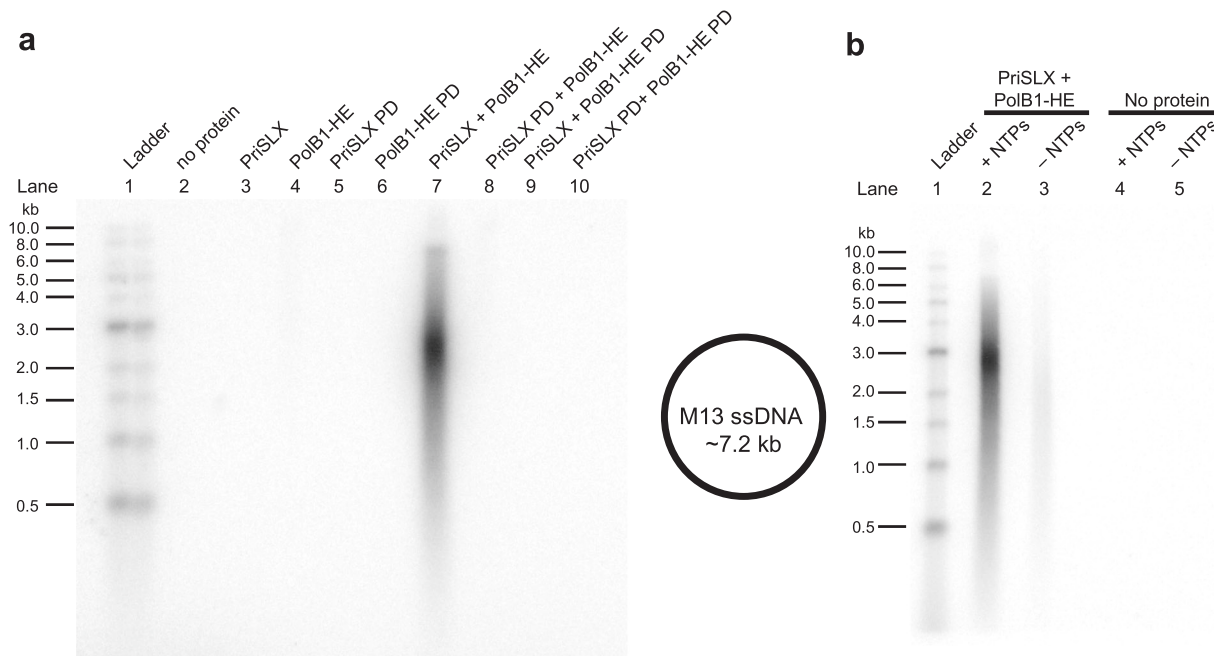 a
Ladder
no protein
PriSLX
PolB1-HE
PriSLX PD
PolB1-HE PD
PriSLX + PolB1-HE
PriSLX PD + PolB1-HE
PriSLX + PolB1-HE PD
PriSLX PD+ PolB1-HE PD
Lane 1 2 3 4 5 6 7 8 9 10
kb
10.0
8.0
6.0
5.0
4.0
3.0
2.0
1.5
1.0
0.5
M13 ssDNA
~7.2 kb
b
PriSLX +
PolB1-HE
No protein
Ladder
+ NTPs
– NTPs
+ NTPs
– NTPs
Lane 1 2 3 4 5
kb
10.0
8.0
6.0
5.0
4.0
3.0
2.0
1.5
1.0
0.5